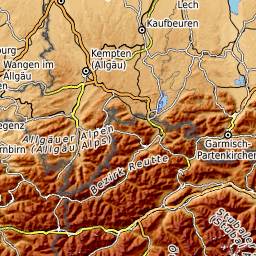 Lech
Kaufbeuren
Kempten
(Allgäu)
Wangen im
Allgäu
Allgäuer Alpen
(Allgäu Alps)
Garmisch-
Partenkirchen
Bezirk Reutte